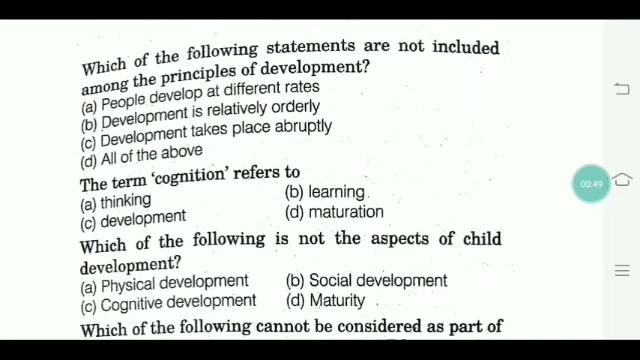 Which of the following statements are not included
among the principles of development?
(a) People develop at different rates
(b) Development is relatively orderly
(c) Development takes place abruptly
(d) All of the above
The term 'cognition' refers to
(a) thinking (b) learning
(c) development (d) maturation
Which of the following is not the aspects of child
development?
(a) Physical development (b) Social development
(c) Cognitive development (d) Maturity
Which of the following cannot be considered as part of
00:49